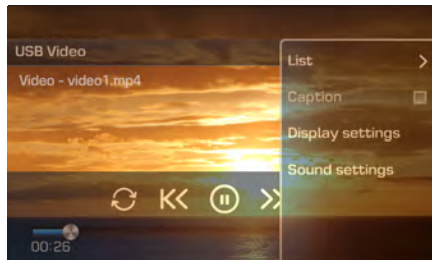 USB Video
Video - video1.mp4
List
Caption
Display settings
Sound settings
00:26